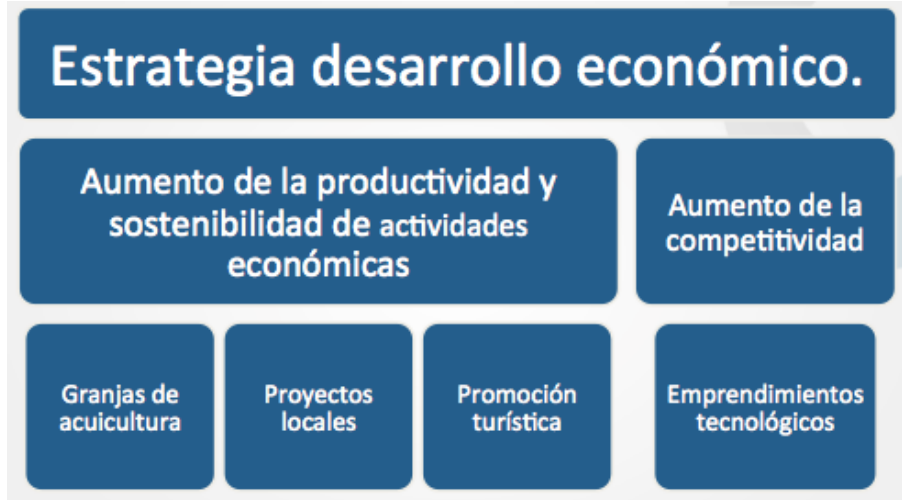 Estrategia desarrollo económico.
Aumento de la productividad y
sostenibilidad de actividades
económicas
Aumento de la
competitividad
Granjas de
acuicultura
Proyectos
locales
Promoción
turística
Emprendimientos
tecnológicos